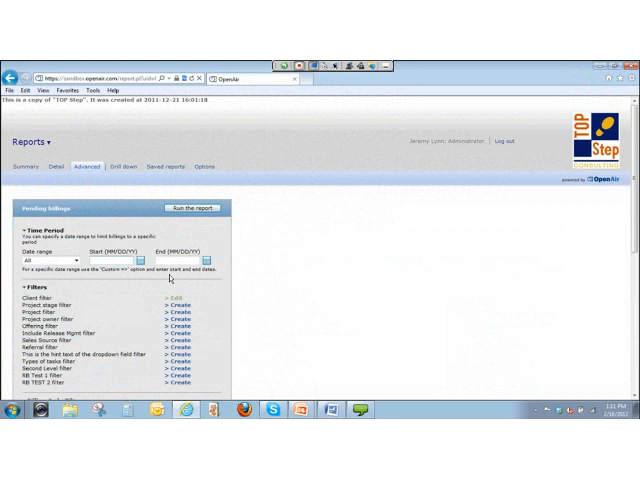 https://sandbox.openair.com/report.pl?uid=l
OpenAir
File Edit View Favorites Tools Help
This is a copy of "TOP Step". It was created at 2011-12-21 16:01:18
Reports
Jeremy Lynn: Administrator Log out
TOP Step
CONSULTING
Summary Detail Advanced Drill down Saved reports Options
powered by OpenAir
Pending billings Run the report
Time Period
You can specify a date range to limit billings to a specific
period
Date range Start (MM/DD/YY) End (MM/DD/YY)
All
For a specific date range use the 'Custom =>' option and enter start and end dates.
Filters
Client filter > Edit
Project stage filter > Create
Project filter > Create
Project owner filter > Create
Offering filter > Create
Include Release Mgmt filter > Create
Sales Source filter > Create
Referral filter > Create
This is the hint text of the dropdown field filter > Create
Types of tasks filter > Create
Second Level filter > Create
RB Test 1 filter > Create
RB TEST 2 filter > Create
1:11 PM
2/16/2012